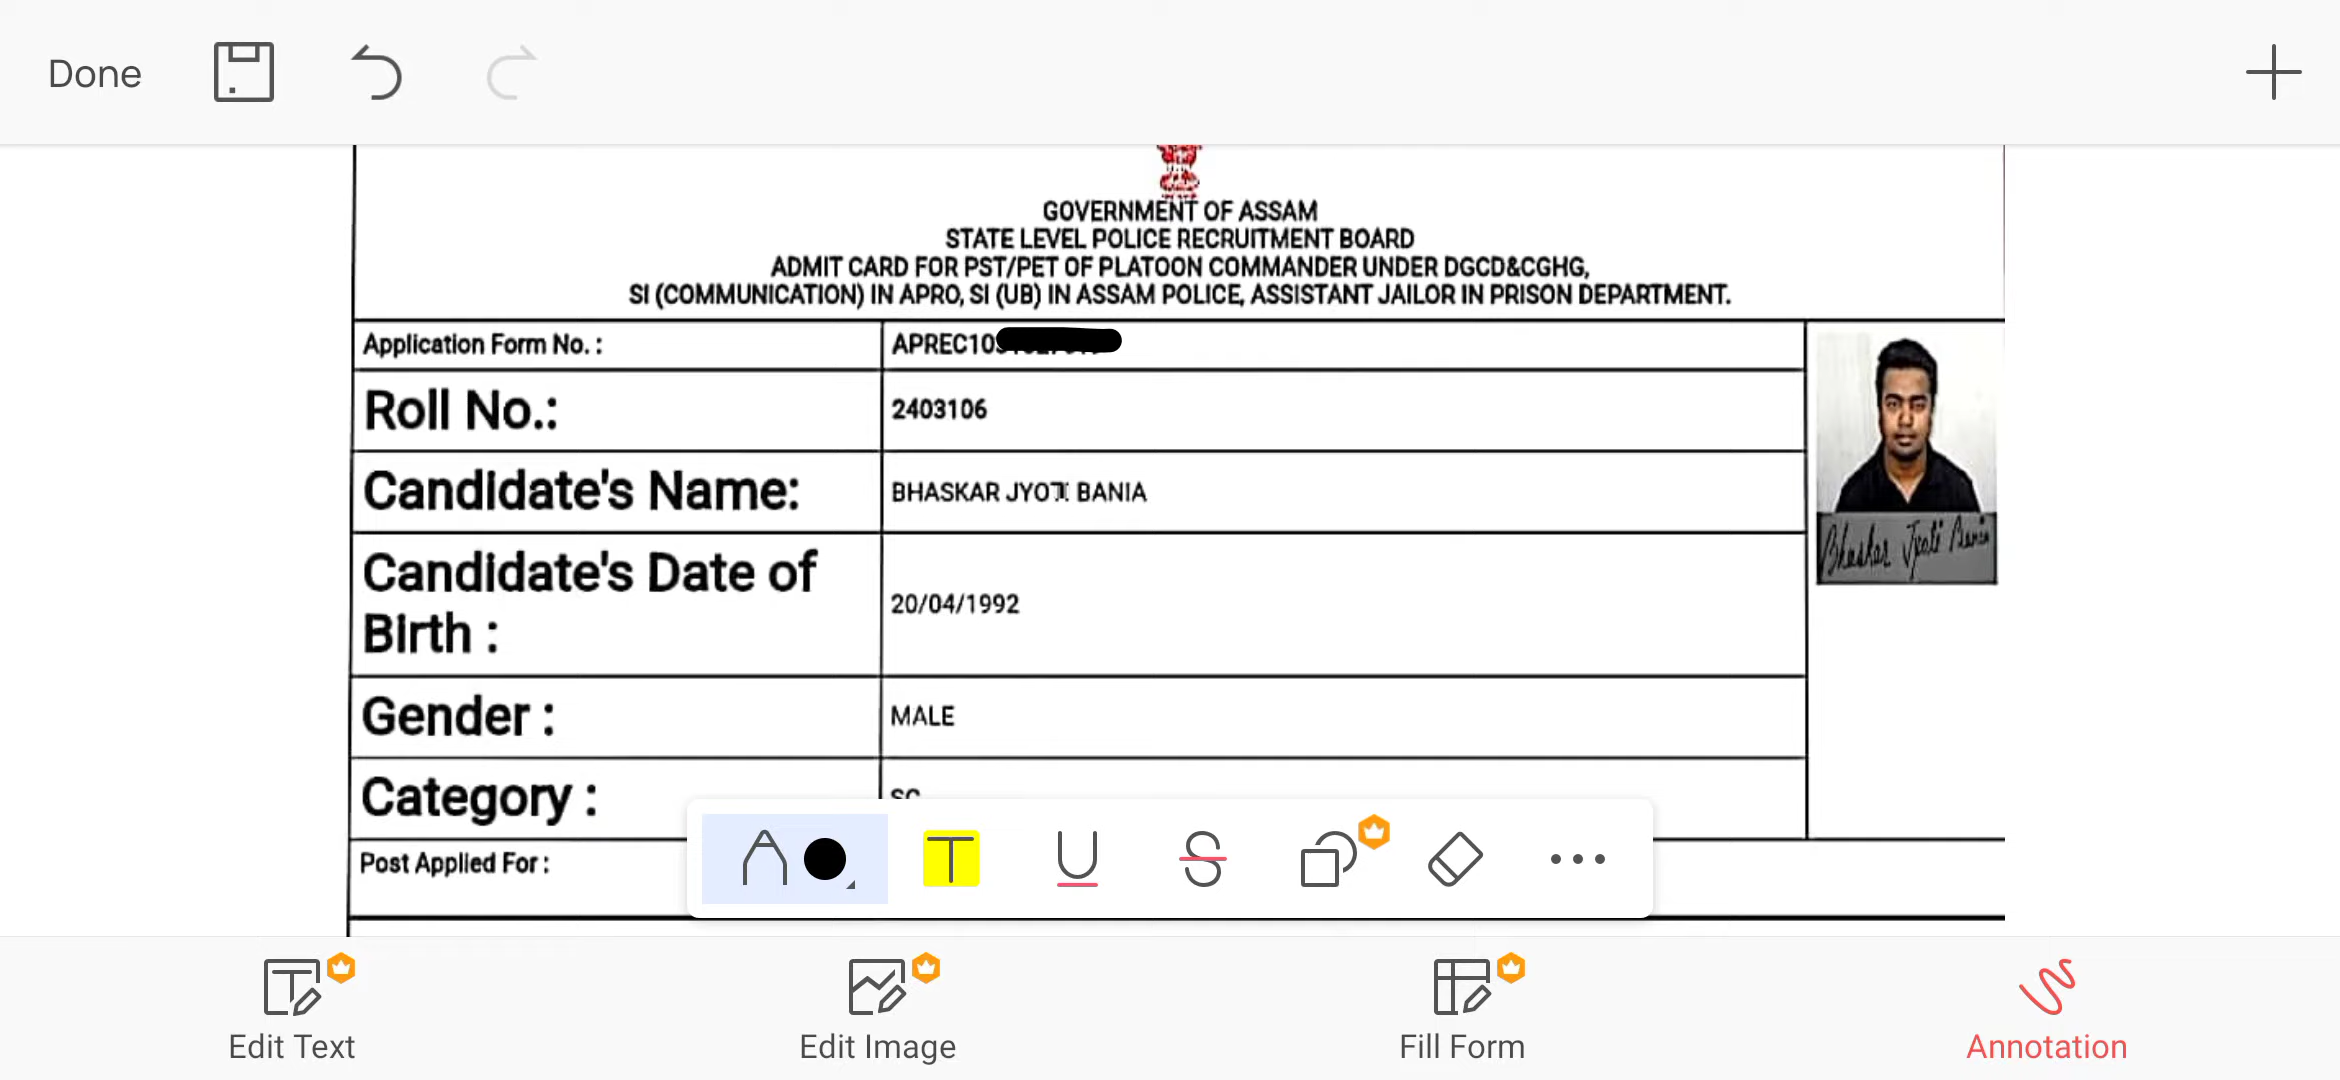 Done
GOVERNMENT OF ASSAM
STATE LEVEL POLICE RECRUITMENT BOARD
ADMIT CARD FOR PST/PET OF PLATOON COMMANDER UNDER DGCD&CGHG,
SI (COMMUNICATION) IN APRO, SI (UB) IN ASSAM POLICE, ASSISTANT JAILOR IN PRISON DEPARTMENT.
Application Form No. :
Roll No.: 2403106
Candidate's Name: BHASKAR JYOTI BANIA
Bhaskar Jyoti Bania
Candidate's Date of
Birth : 20/04/1992
Gender : MALE
Category : SC
Post Applied For :
Edit Text Edit Image Fill Form Annotation